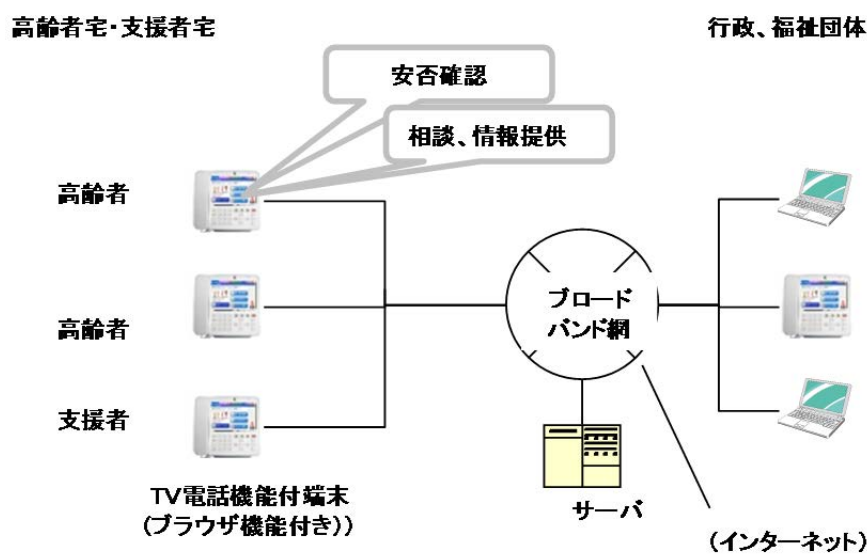 高齢者宅・支援者宅
行政、福祉団体
安否確認
相談、情報提供
高齢者
高齢者
ブロード
バンド網
支援者
TV電話機能付端末
(ブラウザ機能付き))
サーバ
(インターネット)